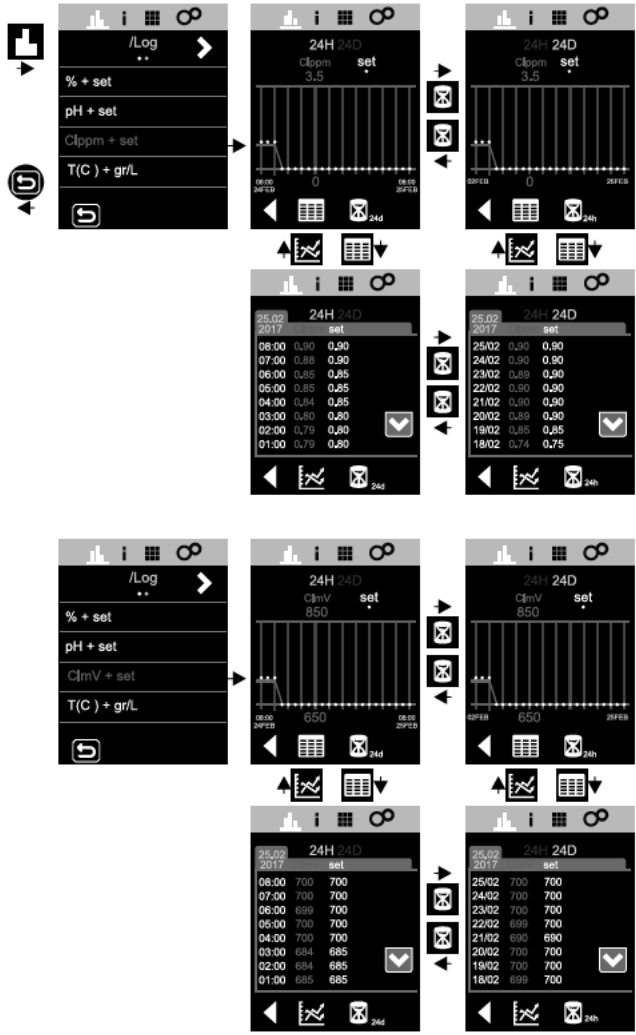 /Log
% + set
pH + set
Clppm + set
T(C ) + gr/L
24H 24D
Clppm set
3.5
0
08:00 08:00
24FEB 25FEB
24d
24H 24D
Clppm set
3.5
0
02FEB 25FEB
24h
25.02 24H 24D
2017 Clppm set
08:00 0.90 0.90
07:00 0.88 0.90
06:00 0.85 0.85
05:00 0.85 0.85
04:00 0.84 0.85
03:00 0.80 0.80
02:00 0.79 0.80
01:00 0.79 0.80
24d
25.02 24H 24D
2017 Clppm set
25/02 0.90 0.90
24/02 0.90 0.90
23/02 0.89 0.90
22/02 0.90 0.90
21/02 0.90 0.90
20/02 0.89 0.90
19/02 0.85 0.85
18/02 0.74 0.75
24h
/Log
% + set
pH + set
ClmV + set
T(C ) + gr/L
24H 24D
ClmV set
850
650
08:00 08:00
24FEB 25FEB
24d
24H 24D
ClmV set
850
650
02FEB 25FEB
24h
25.02 24H 24D
2017 set
08:00 700 700
07:00 700 700
06:00 699 700
05:00 700 700
04:00 700 700
03:00 684 685
02:00 684 685
01:00 685 685
24d
25.02 24H 24D
2017 set
25/02 700 700
24/02 700 700
23/02 700 700
22/02 699 700
21/02 690 690
20/02 700 700
19/02 700 700
18/02 699 700
24h